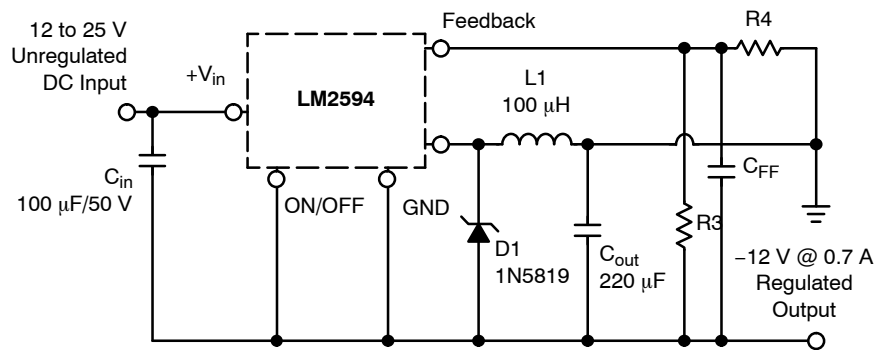 12 to 25 V
Unregulated
DC Input
+Vin
LM2594
Feedback
R4
L1
100 μH
Cin
100 μF/50 V
ON/OFF
GND
D1
1N5819
Cout
220 μF
R3
CFF
−12 V @ 0.7 A
Regulated
Output